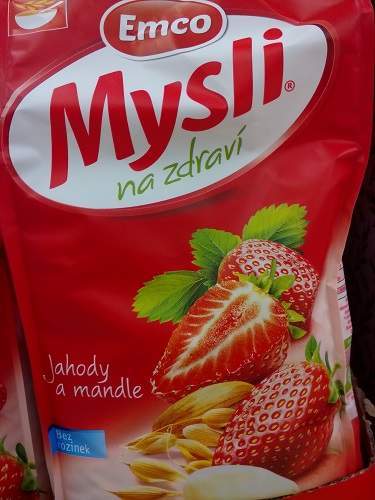 Emco
Mysli®
na zdraví
Jahody
a mandle
Bez
rozinek